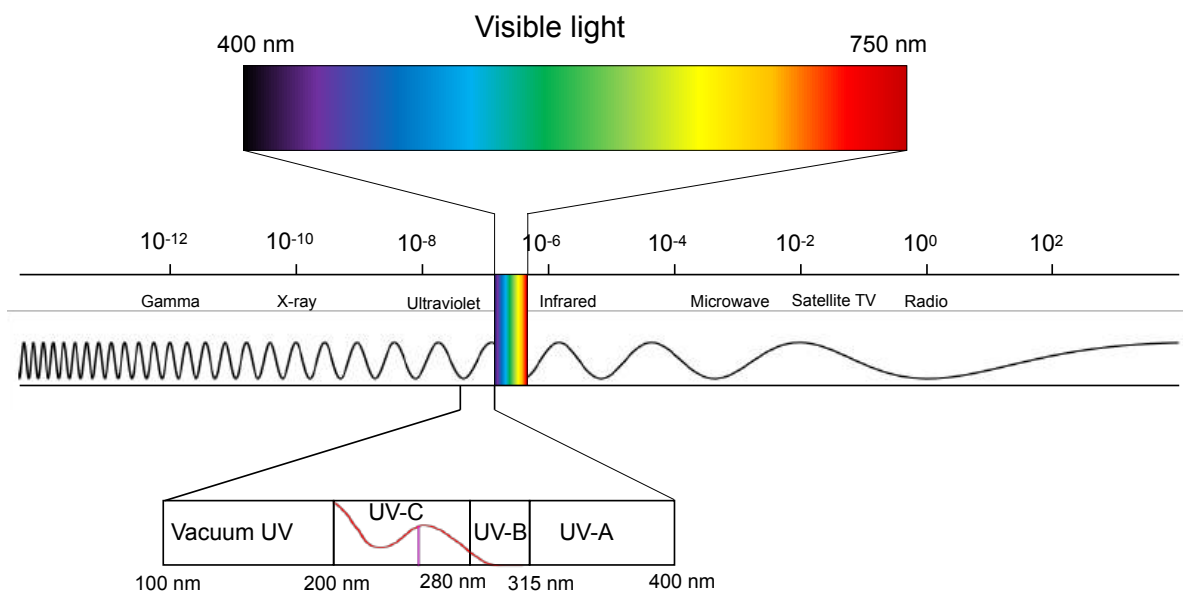 Visible light
400 nm 750 nm
10-12 10-10 10-8 10-6 10-4 10-2 100 102
Gamma X-ray Ultraviolet Infrared Microwave Satellite TV Radio
Vacuum UV UV-C UV-B UV-A
100 nm 200 nm 280 nm 315 nm 400 nm